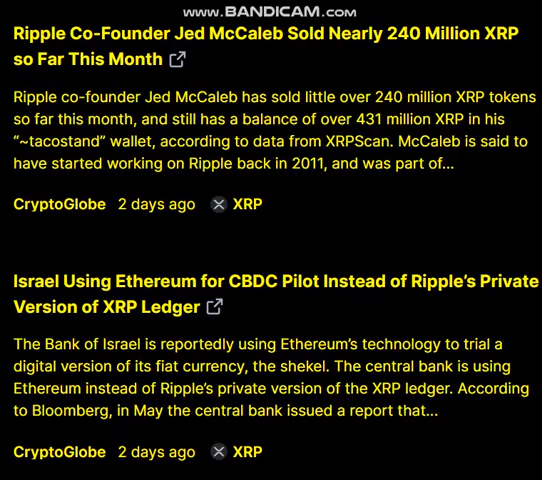 www.BANDICAM.com
Ripple Co-Founder Jed McCaleb Sold Nearly 240 Million XRP
so Far This Month
Ripple co-founder Jed McCaleb has sold little over 240 million XRP tokens
so far this month, and still has a balance of over 431 million XRP in his
“~tacostand” wallet, according to data from XRPScan. McCaleb is said to
have started working on Ripple back in 2011, and was part of...
CryptoGlobe 2 days ago XRP
Israel Using Ethereum for CBDC Pilot Instead of Ripple’s Private
Version of XRP Ledger
The Bank of Israel is reportedly using Ethereum’s technology to trial a
digital version of its fiat currency, the shekel. The central bank is using
Ethereum instead of Ripple’s private version of the XRP ledger. According
to Bloomberg, in May the central bank issued a report that...
CryptoGlobe 2 days ago XRP